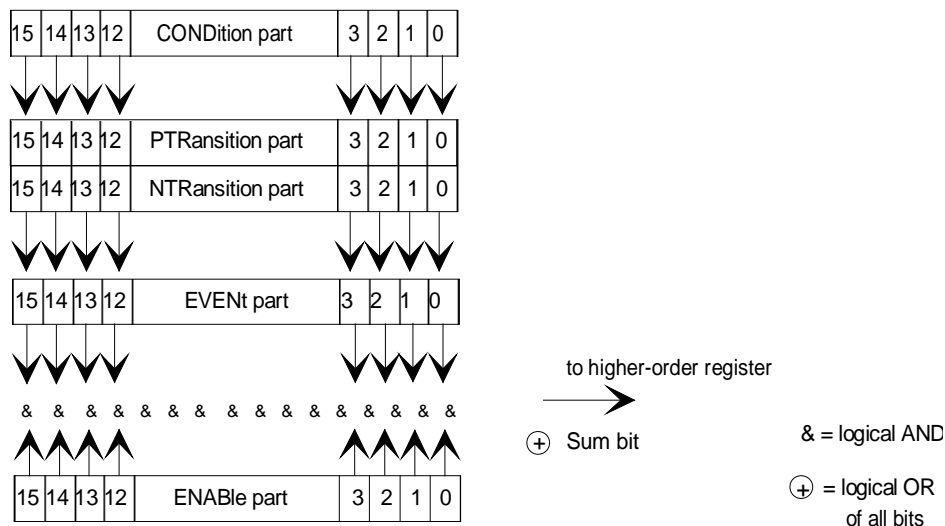 15 14 13 12 CONDition part 3 2 1 0
15 14 13 12 PTRansition part 3 2 1 0
15 14 13 12 NTRansition part 3 2 1 0
15 14 13 12 EVENt part 3 2 1 0
to higher-order register
& & & & & & & & & & & & & & & &
+ Sum bit
& = logical AND
15 14 13 12 ENABle part 3 2 1 0
+ = logical OR
of all bits